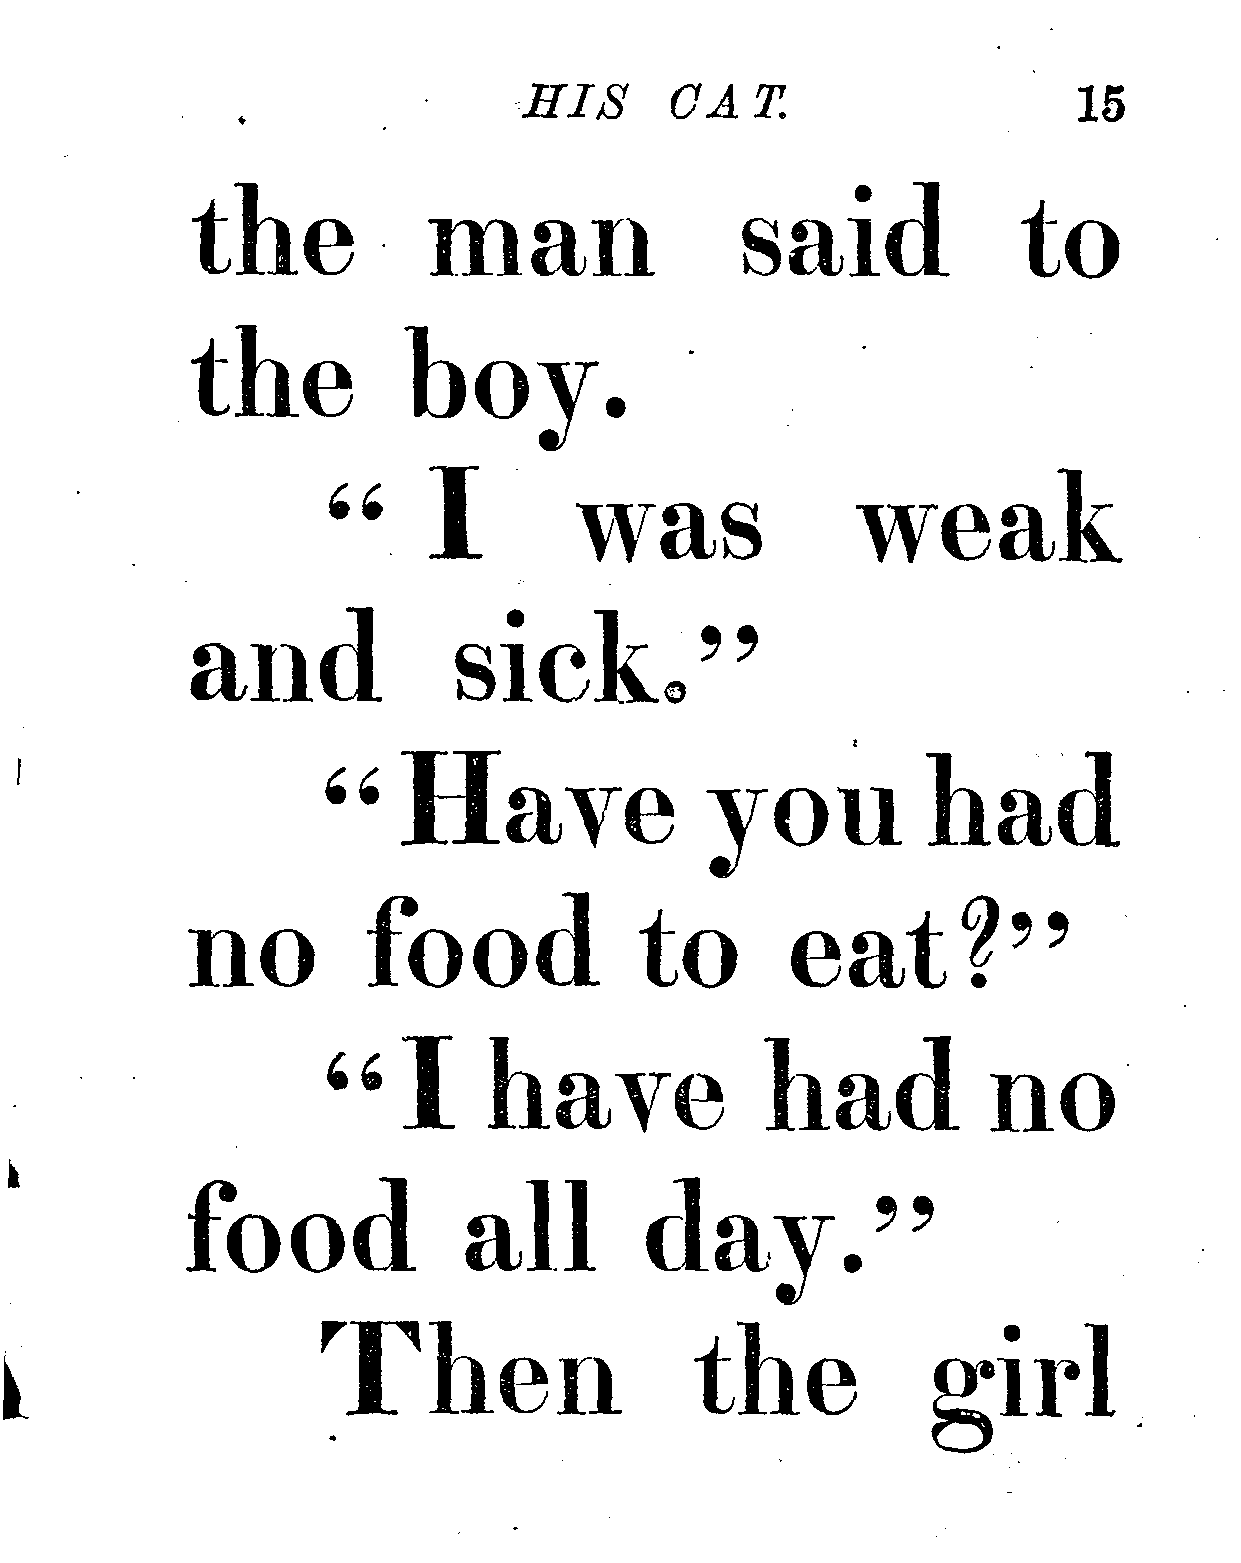 HIS CAT. 15
the man said to
the boy.
“I was weak
and sick.”
“Have you had
no food to eat?”
“I have had no
food all day.”
Then the girl